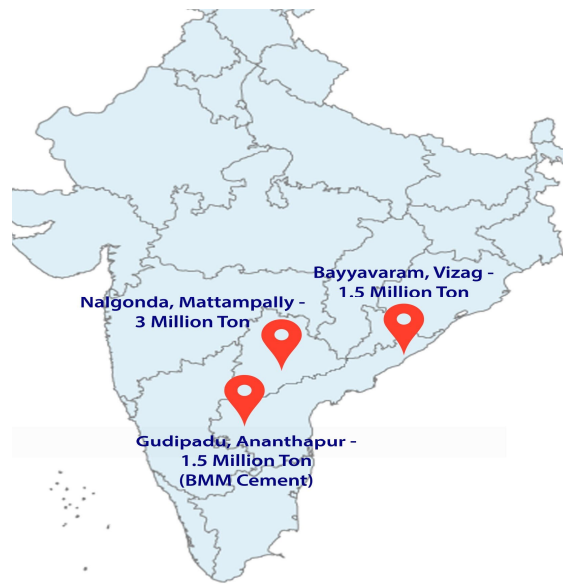 Bayyavaram, Vizag -
1.5 Million Ton
Nalgonda, Mattampally -
3 Million Ton
Gudipadu, Ananthapur -
1.5 Million Ton
(BMM Cement)